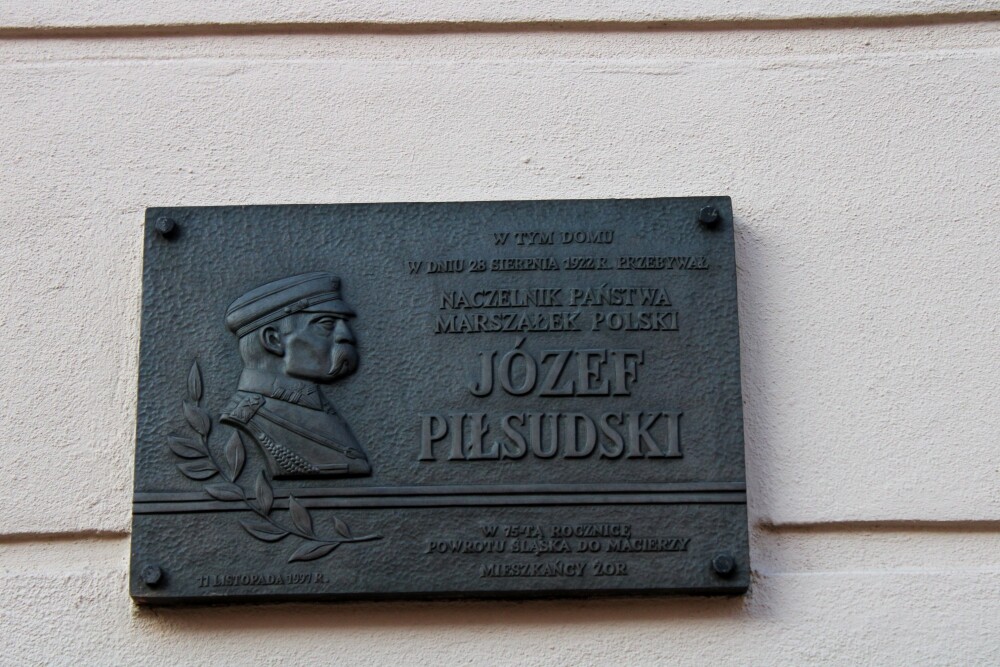 W TYM DOMU
W DNIU 28 SIERPNIA 1922 R. PRZEBYWAŁ
NACZELNIK PAŃSTWA
MARSZAŁEK POLSKI
JÓZEF
PIŁSUDSKI
W 75-TĄ ROCZNICĘ
POWROTU ŚLĄSKA DO MACIERZY
MIESZKAŃCY ŻOR
11 LISTOPADA 1997 R.